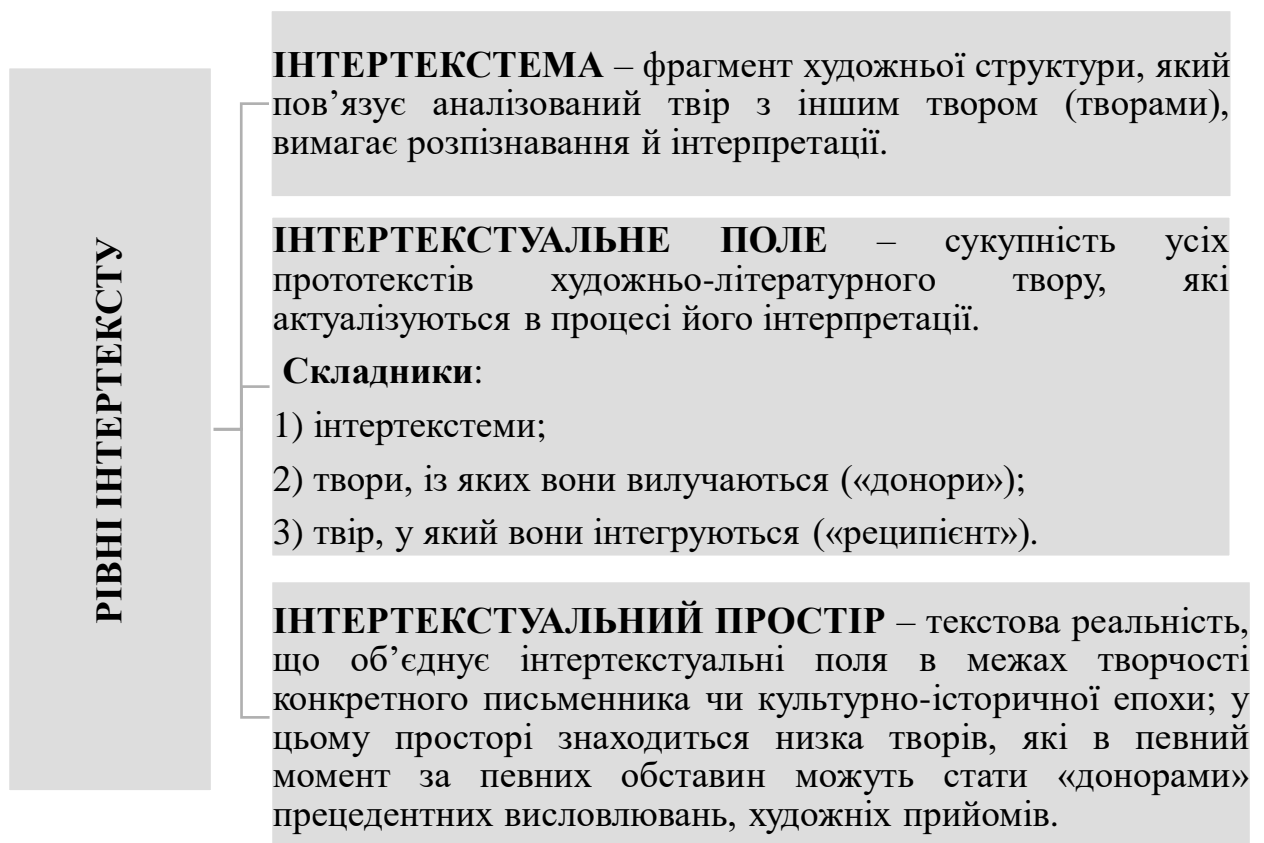 РІВНІ ІНТЕРТЕКСТУ
ІНТЕРТЕКСТЕМА – фрагмент художньої структури, який
пов’язує аналізований твір з іншим твором (творами),
вимагає розпізнавання й інтерпретації.
ІНТЕРТЕКСТУАЛЬНЕ ПОЛЕ – сукупність усіх
прототекстів художньо-літературного твору, які
актуалізуються в процесі його інтерпретації.
Складники:
1) інтертекстеми;
2) твори, із яких вони вилучаються («донори»);
3) твір, у який вони інтегруються («реципієнт»).
ІНТЕРТЕКСТУАЛЬНИЙ ПРОСТІР – текстова реальність,
що об’єднує інтертекстуальні поля в межах творчості
конкретного письменника чи культурно-історичної епохи; у
цьому просторі знаходиться низка творів, які в певний
момент за певних обставин можуть стати «донорами»
прецедентних висловлювань, художніх прийомів.